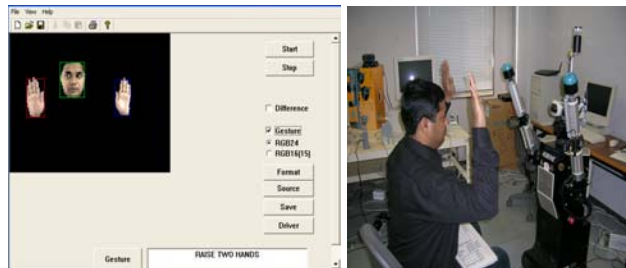 File View Help
Start
Stop
Difference
Gesture
RGB24
RGB16(15)
Format
Source
Save
Driver
Gesture
RAISE TWO HANDS